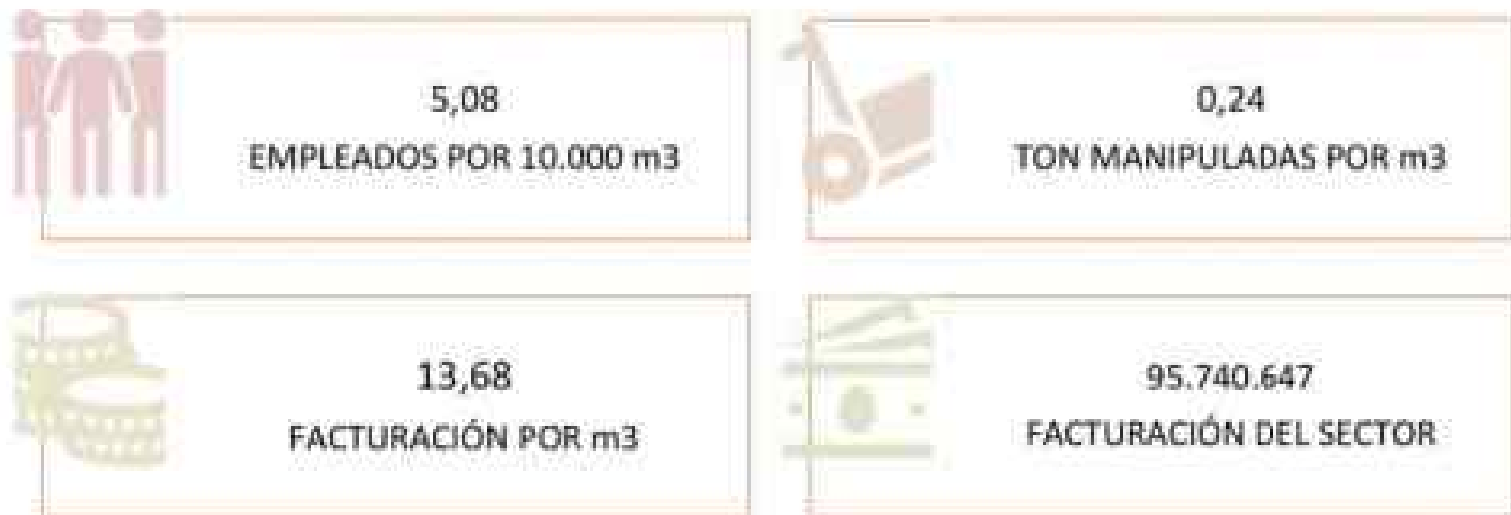 5,08
EMPLEADOS POR 10.000 m3
0,24
TON MANIPULADAS POR m3
13,68
FACTURACIÓN POR m3
95.740.647
FACTURACIÓN DEL SECTOR